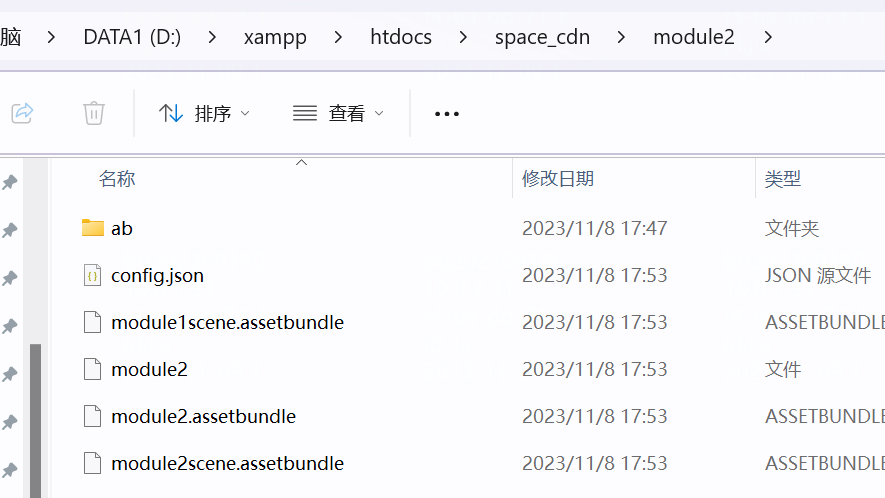 脑 > DATA1 (D:) > xampp > htdocs > space_cdn > module2 >
排序 查看
名称 修改日期 类型
ab 2023/11/8 17:47 文件夹
config.json 2023/11/8 17:53 JSON 源文件
module1scene.assetbundle 2023/11/8 17:53 ASSETBUNDLE
module2 2023/11/8 17:53 文件
module2.assetbundle 2023/11/8 17:53 ASSETBUNDLE
module2scene.assetbundle 2023/11/8 17:53 ASSETBUNDLE